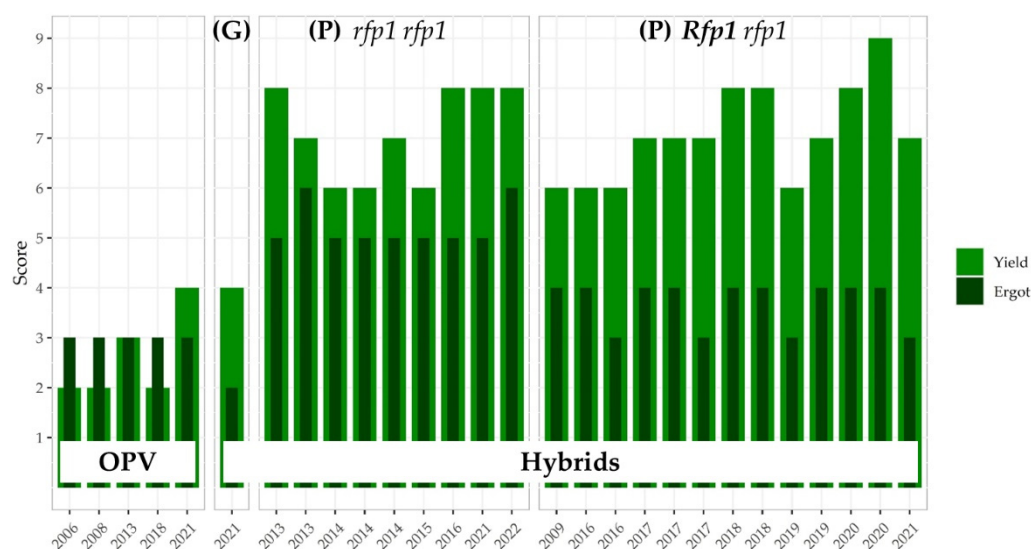 (G)
(P) rfp1 rfp1
(P) Rfp1 rfp1
Score
9
8
7
6
5
4
3
2
1
OPV
Hybrids
2006 2008 2013 2018 2021
2021
2013 2013 2014 2014 2014 2015 2016 2021 2022
2009 2016 2016 2017 2017 2017 2018 2018 2019 2019 2020 2020 2021
Yield
Ergot